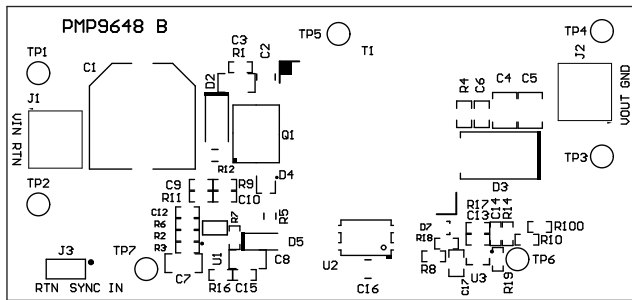 PMP9648 B
TP5
TP4
TP1
C3
R1
C2
T1
J2
C1
D2
R4
C6
C4
C5
J1
VIN RTN
VOUT GND
Q1
TP3
R12
TP2
C9
R9
D4
D3
R11
C10
C12
R6
R2
R3
R7
R5
D5
R17
C13
C14
R14
R100
R10
D7
R18
J3
TP7
C7
U1
C8
U2
R8
C17
U3
R19
TP6
RTN SYNC IN
R16
C15
C16